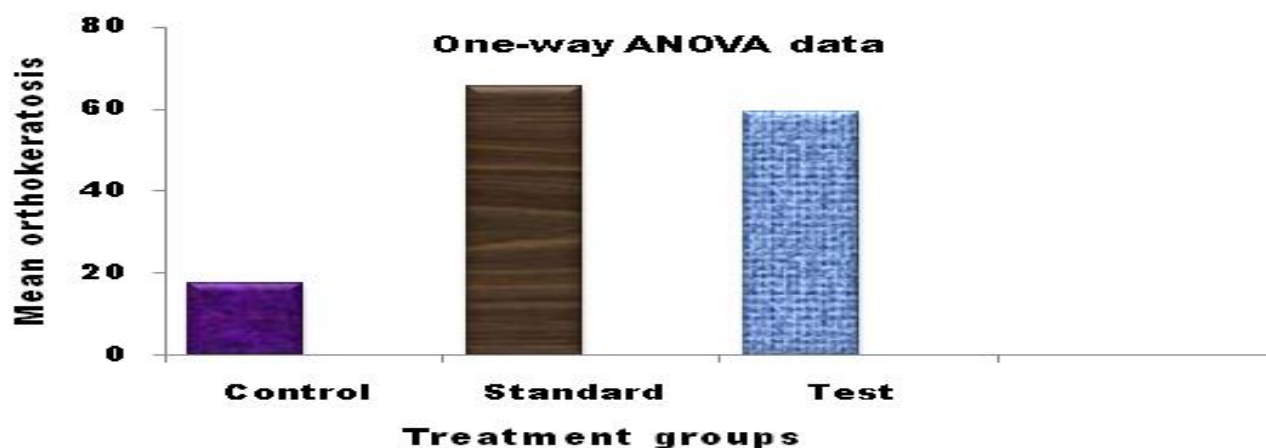 One-way ANOVA data
Mean orthokeratosis
80
60
40
20
0
Control Standard Test
Treatment groups